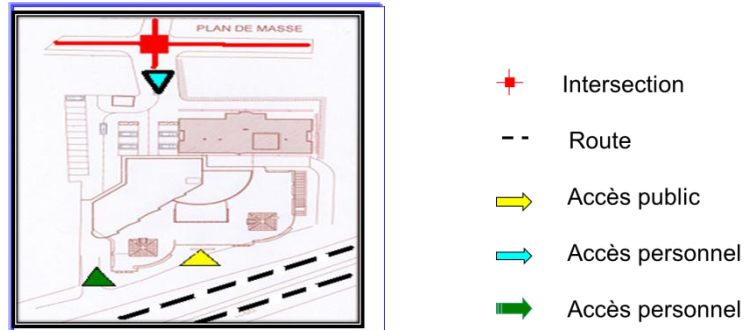 PLAN DE MASSE
Intersection
Route
Accès public
Accès personnel
Accès personnel